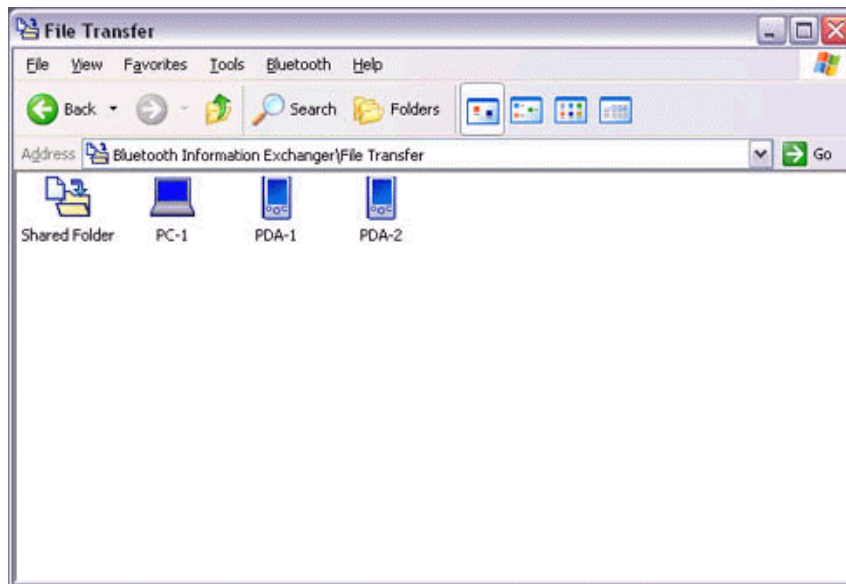 File Transfer
File View Favorites Tools Bluetooth Help
Back Search Folders
Address Bluetooth Information Exchanger\File Transfer Go
Shared Folder PC-1 PDA-1 PDA-2